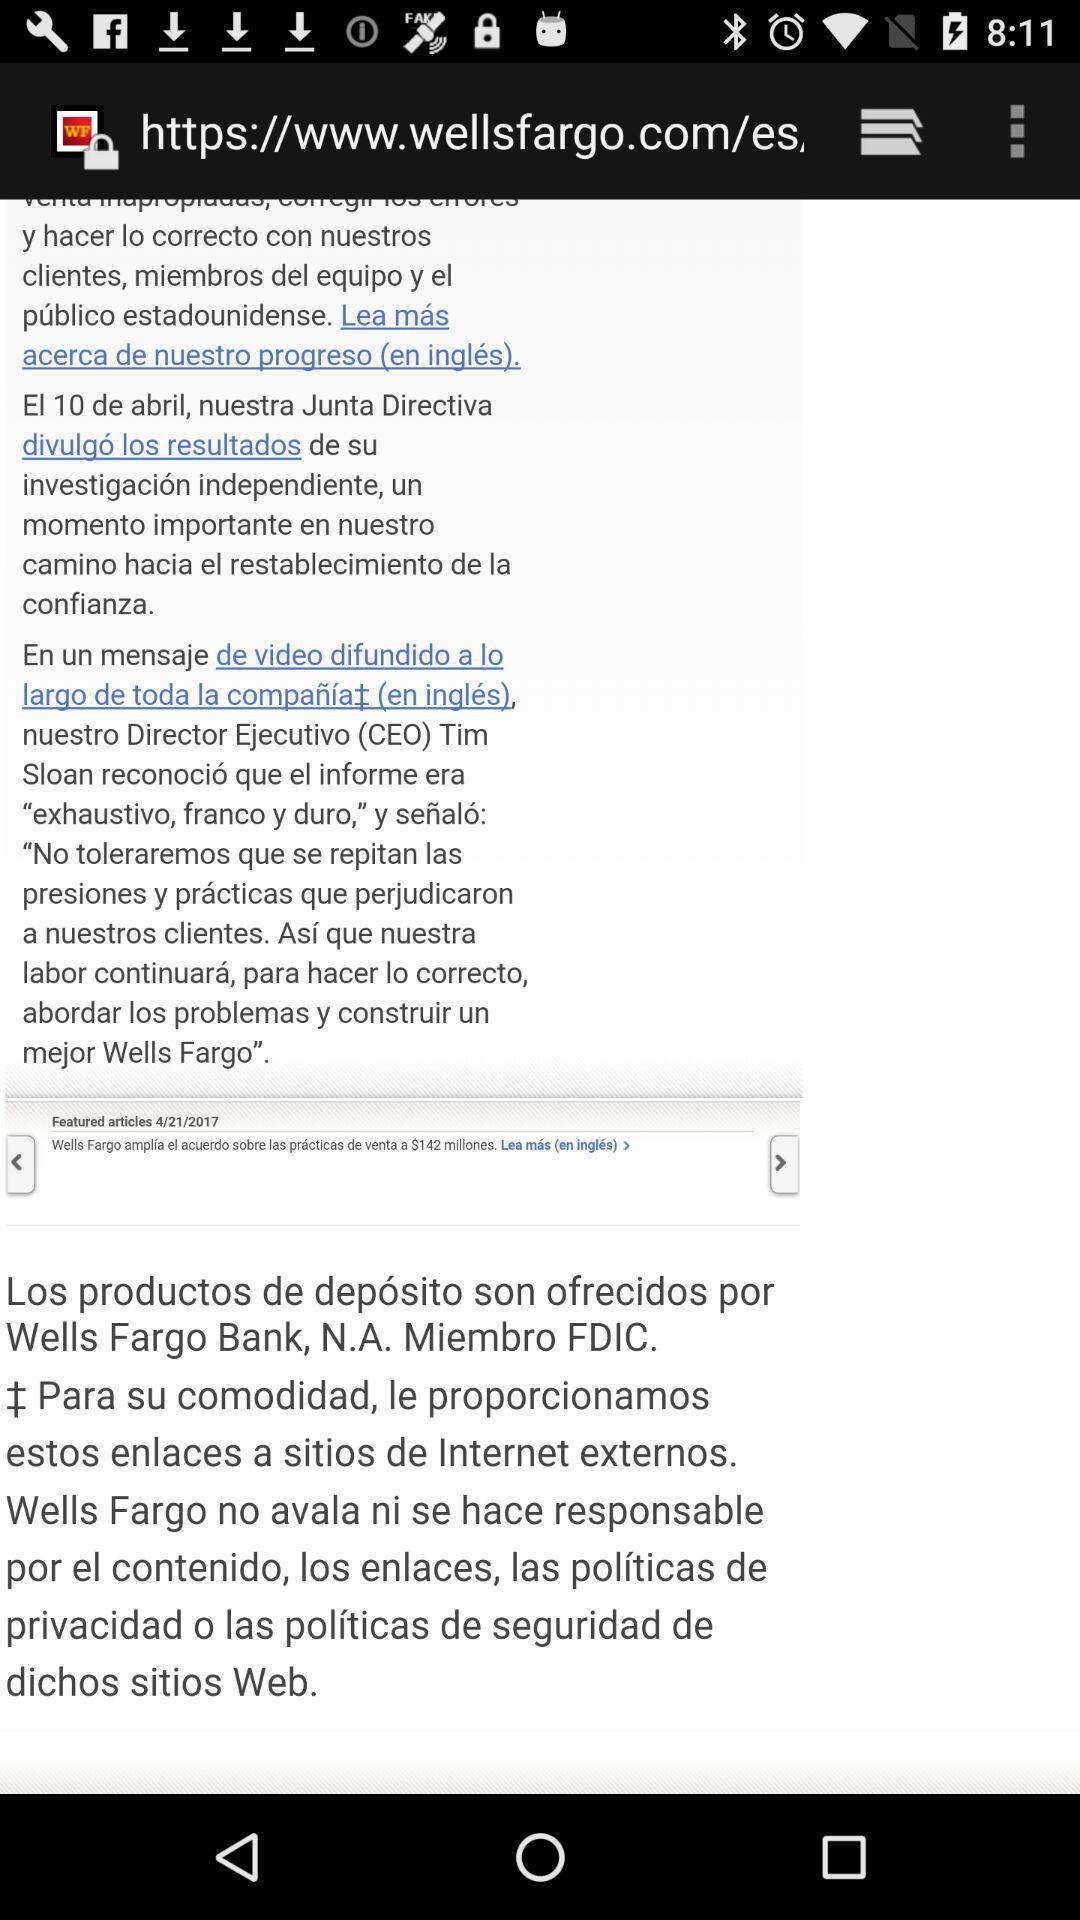 FAKE
8:11
WF
https://www.wellsfargo.com/es/
venta inapropiadas, corregir los errores
y hacer lo correcto con nuestros
clientes, miembros del equipo y el
público estadounidense. Lea más
acerca de nuestro progreso (en inglés).
El 10 de abril, nuestra Junta Directiva
divulgó los resultados de su
investigación independiente, un
momento importante en nuestro
camino hacia el restablecimiento de la
confianza.
En un mensaje de video difundido a lo
largo de toda la compañía‡ (en inglés),
nuestro Director Ejecutivo (CEO) Tim
Sloan reconoció que el informe era
“exhaustivo, franco y duro,” y señaló:
“No toleraremos que se repitan las
presiones y prácticas que perjudicaron
a nuestros clientes. Así que nuestra
labor continuará, para hacer lo correcto,
abordar los problemas y construir un
mejor Wells Fargo”.
Featured articles 4/21/2017
Wells Fargo amplía el acuerdo sobre las prácticas de venta a $142 millones. Lea más (en inglés)
Los productos de depósito son ofrecidos por
Wells Fargo Bank, N.A. Miembro FDIC.
‡ Para su comodidad, le proporcionamos
estos enlaces a sitios de Internet externos.
Wells Fargo no avala ni se hace responsable
por el contenido, los enlaces, las políticas de
privacidad o las políticas de seguridad de
dichos sitios Web.